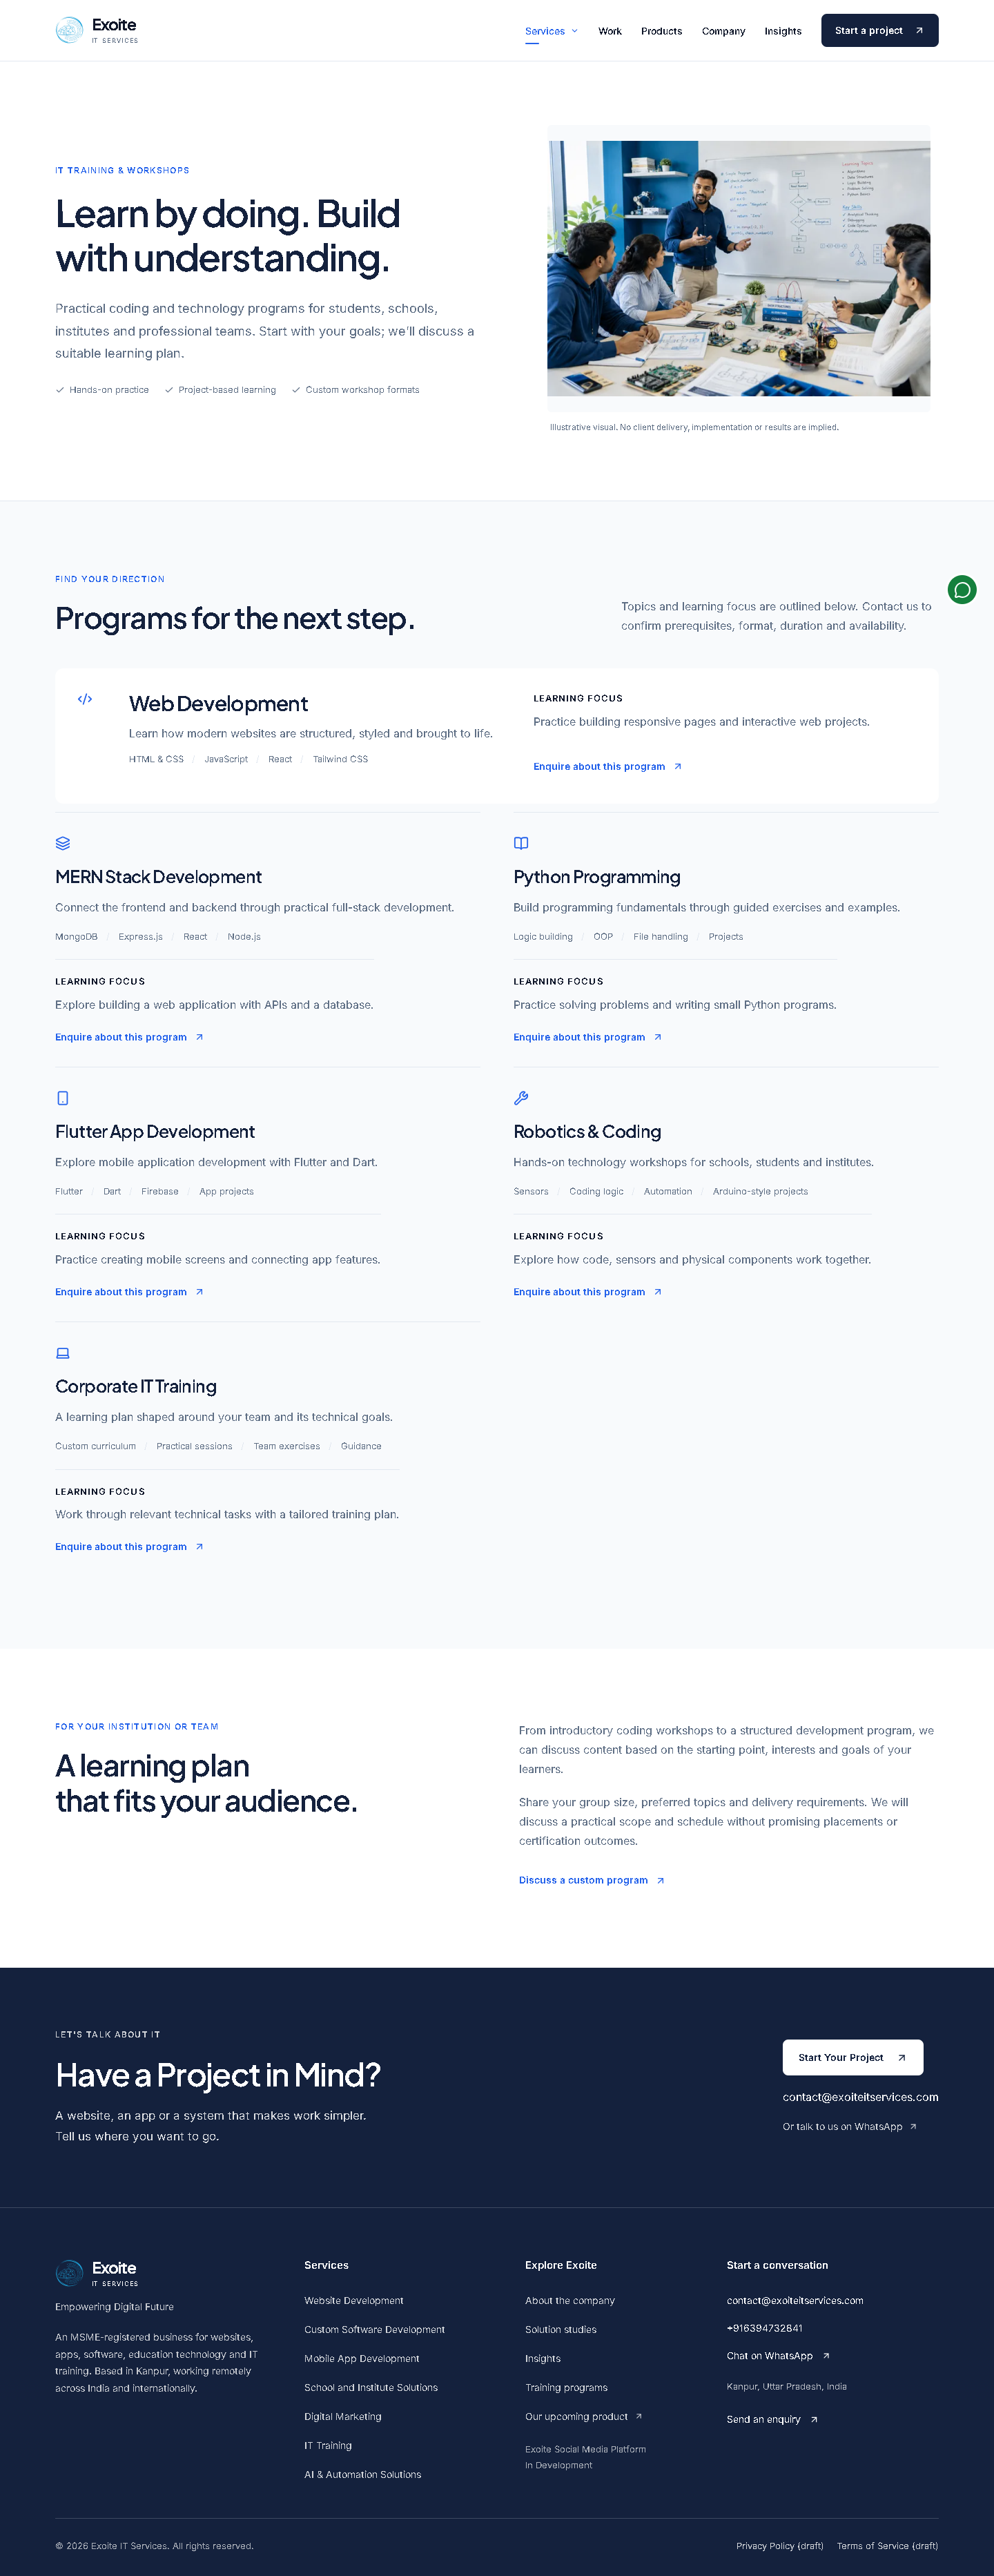 Exoite
IT SERVICES
Services
Work
Products
Company
Insights
Start a project
IT TRAINING & WORKSHOPS
Learn by doing. Build
with understanding.
Practical coding and technology programs for students, schools,
institutes and professional teams. Start with your goals; we'll discuss a
suitable learning plan.
Hands-on practice
Project-based learning
Custom workshop formats
Learning Topics
Key Skills
Illustrative visual. No client delivery, implementation or results are implied.
FIND YOUR DIRECTION
Programs for the next step.
Topics and learning focus are outlined below. Contact us to
confirm prerequisites, format, duration and availability.
Web Development
Learn how modern websites are structured, styled and brought to life.
HTML & CSS / JavaScript / React / Tailwind CSS
LEARNING FOCUS
Practice building responsive pages and interactive web projects.
Enquire about this program
MERN Stack Development
Connect the frontend and backend through practical full-stack development.
MongoDB / Express.js / React / Node.js
LEARNING FOCUS
Explore building a web application with APIs and a database.
Enquire about this program
Python Programming
Build programming fundamentals through guided exercises and examples.
Logic building / OOP / File handling / Projects
LEARNING FOCUS
Practice solving problems and writing small Python programs.
Enquire about this program
Flutter App Development
Explore mobile application development with Flutter and Dart.
Flutter / Dart / Firebase / App projects
LEARNING FOCUS
Practice creating mobile screens and connecting app features.
Enquire about this program
Robotics & Coding
Hands-on technology workshops for schools, students and institutes.
Sensors / Coding logic / Automation / Arduino-style projects
LEARNING FOCUS
Explore how code, sensors and physical components work together.
Enquire about this program
Corporate IT Training
A learning plan shaped around your team and its technical goals.
Custom curriculum / Practical sessions / Team exercises / Guidance
LEARNING FOCUS
Work through relevant technical tasks with a tailored training plan.
Enquire about this program
FOR YOUR INSTITUTION OR TEAM
A learning plan
that fits your audience.
From introductory coding workshops to a structured development program, we
can discuss content based on the starting point, interests and goals of your
learners.
Share your group size, preferred topics and delivery requirements. We will
discuss a practical scope and schedule without promising placements or
certification outcomes.
Discuss a custom program
LET'S TALK ABOUT IT
Have a Project in Mind?
A website, an app or a system that makes work simpler.
Tell us where you want to go.
Start Your Project
contact@exoiteitservices.com
Or talk to us on WhatsApp
Exoite
IT SERVICES
Empowering Digital Future
An MSME-registered business for websites,
apps, software, education technology and IT
training. Based in Kanpur, working remotely
across India and internationally.
Services
Website Development
Custom Software Development
Mobile App Development
School and Institute Solutions
Digital Marketing
IT Training
AI & Automation Solutions
Explore Exoite
About the company
Solution studies
Insights
Training programs
Our upcoming product
Exoite Social Media Platform
In Development
Start a conversation
contact@exoiteitservices.com
+916394732841
Chat on WhatsApp
Kanpur, Uttar Pradesh, India
Send an enquiry
© 2026 Exoite IT Services. All rights reserved.
Privacy Policy (draft)
Terms of Service (draft)